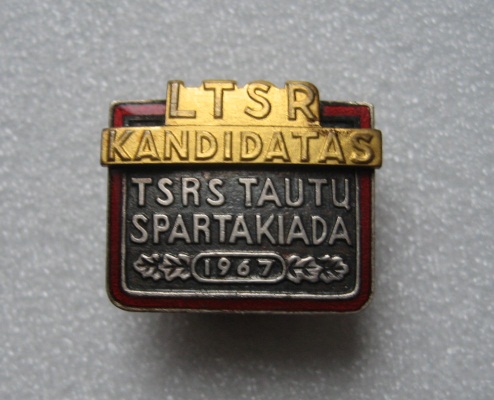 LTSR
KANDIDATAS
TSRS TAUTŲ
SPARTAKIADA
1967